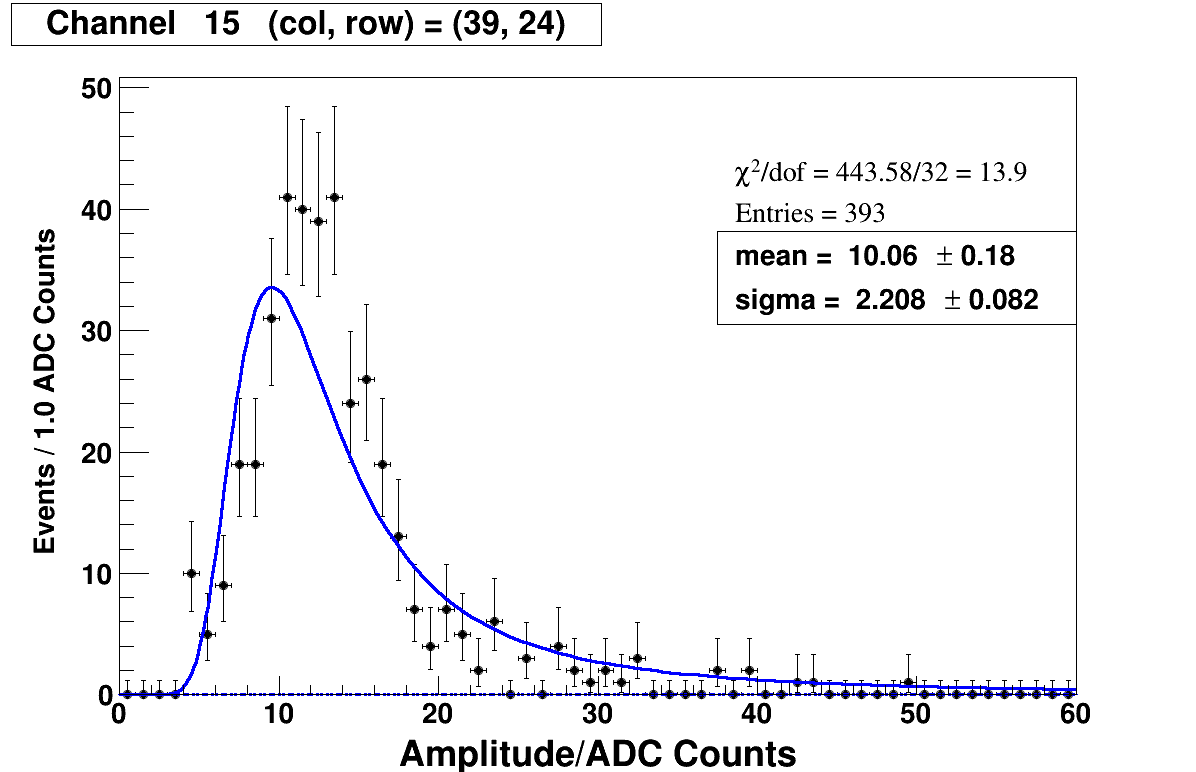 Channel 15 (col, row) = (39, 24)
χ²/dof = 443.58/32 = 13.9
Entries = 393
mean = 10.06 ± 0.18
sigma = 2.208 ± 0.082
Events / 1.0 ADC Counts
50
40
30
20
10
0
0 10 20 30 40 50 60
Amplitude/ADC Counts